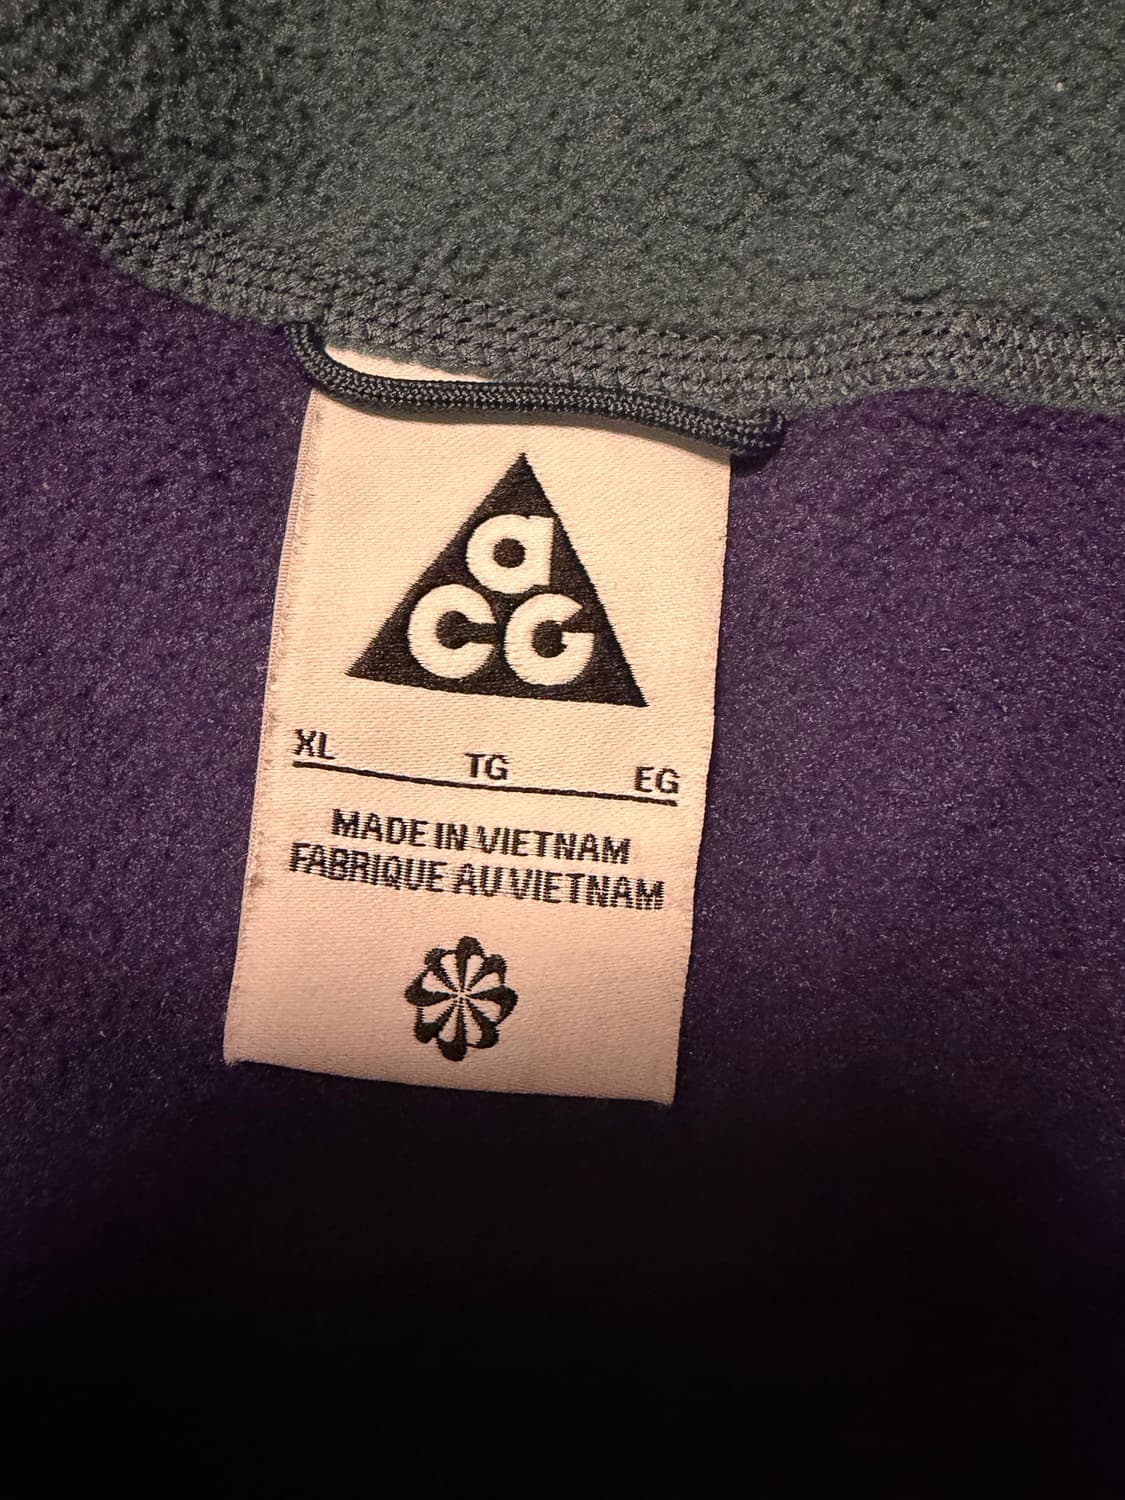 aCG
XL TG EG
MADE IN VIETNAM
FABRIQUE AU VIETNAM